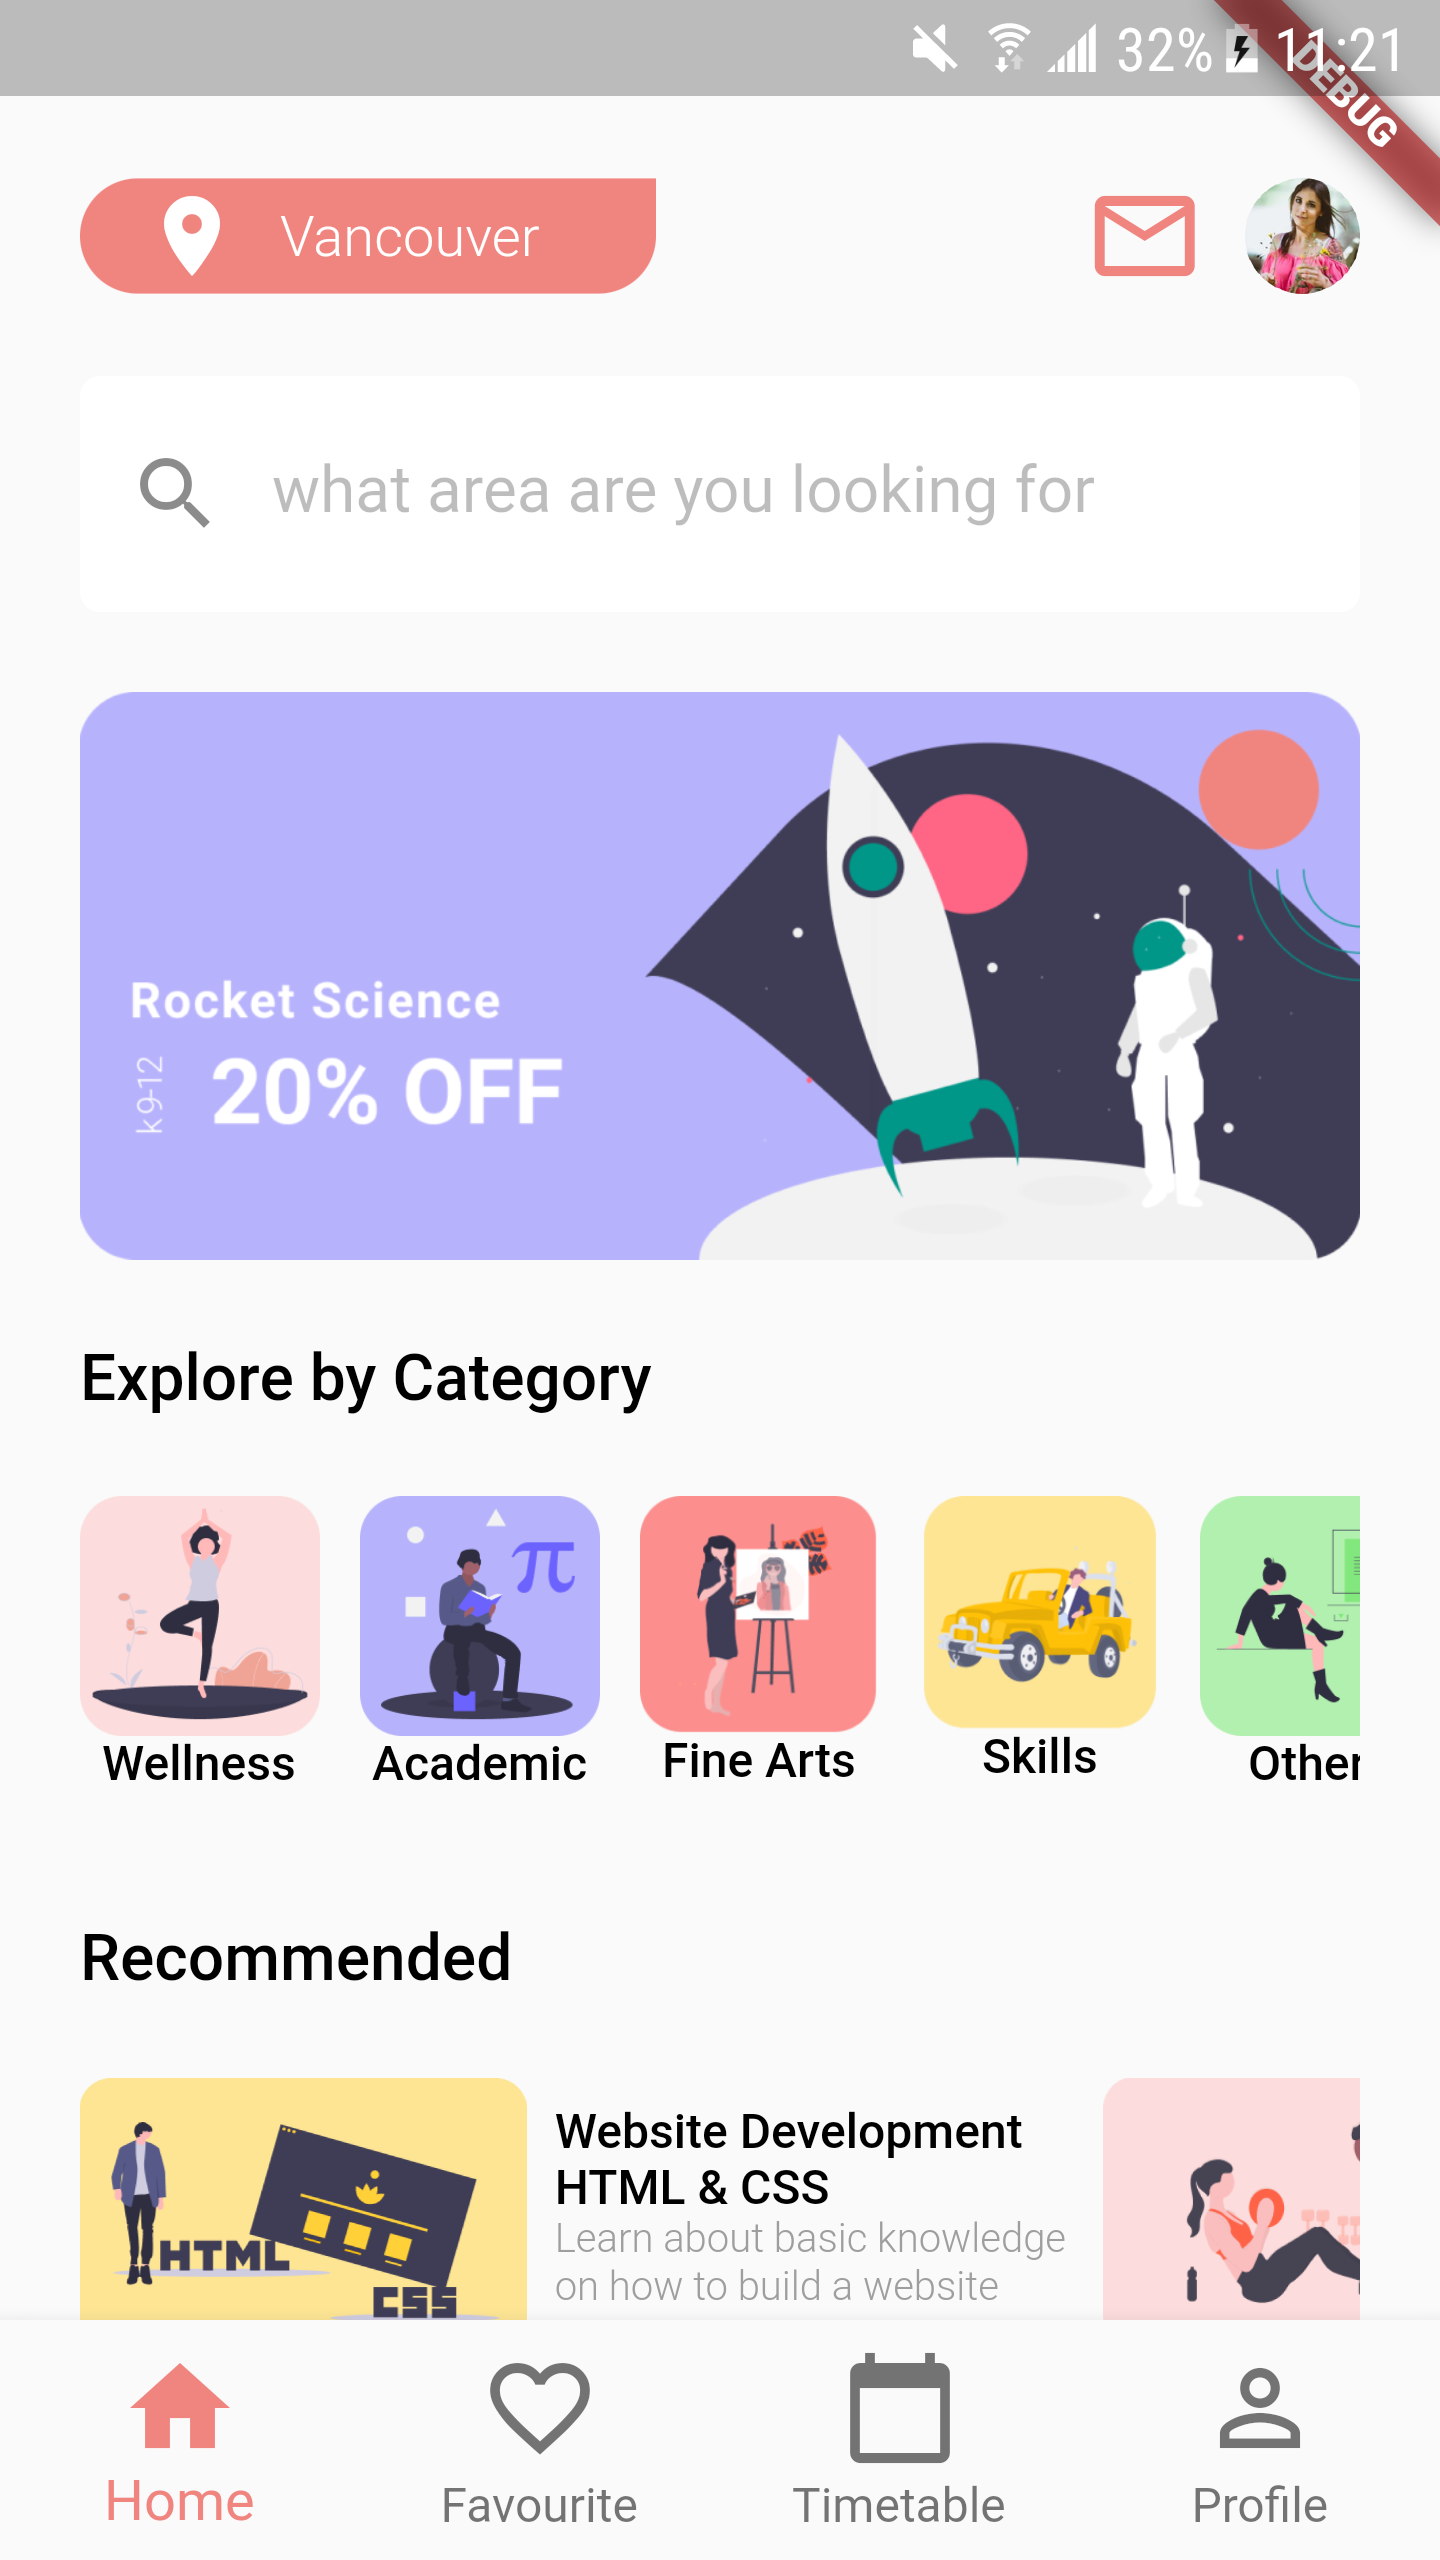 32% 11:21
DEBUG
Vancouver
what area are you looking for
Rocket Science
k 9-12
20% OFF
Explore by Category
π
Wellness
Academic
Fine Arts
Skills
Other
Recommended
HTML
CSS
Website Development
HTML & CSS
Learn about basic knowledge
on how to build a website
Home
Favourite
Timetable
Profile